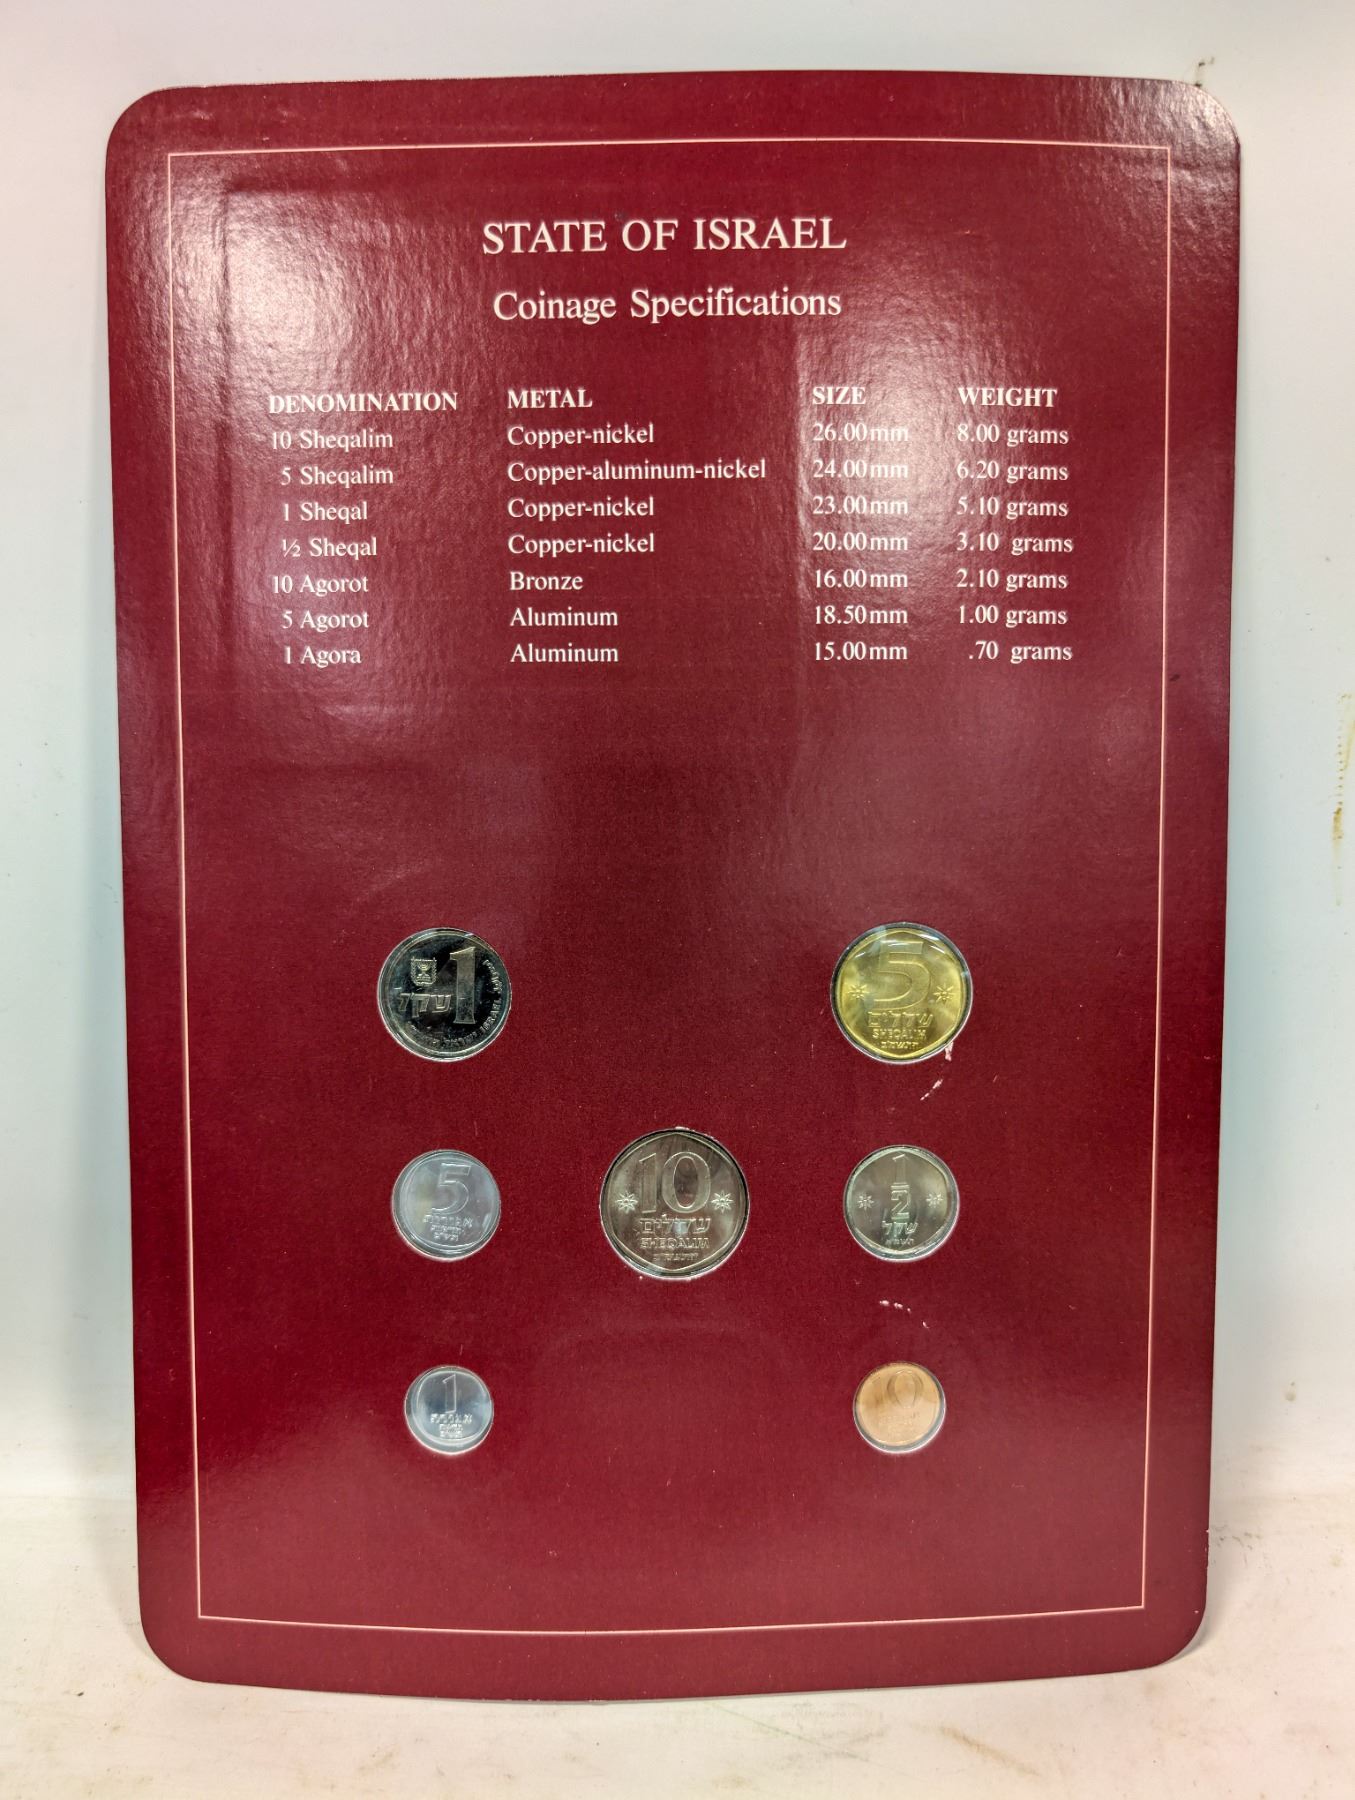 STATE OF ISRAEL
Coinage Specifications
DENOMINATION METAL SIZE WEIGHT
10 Sheqalim Copper-nickel 26.00mm 8.00 grams
5 Sheqalim Copper-aluminum-nickel 24.00mm 6.20 grams
1 Sheqal Copper-nickel 23.00mm 5.10 grams
½ Sheqal Copper-nickel 20.00mm 3.10 grams
10 Agorot Bronze 16.00mm 2.10 grams
5 Agorot Aluminum 18.50mm 1.00 grams
1 Agora Aluminum 15.00mm .70 grams
1
שקל
ISRAEL
5
שקלים
SHEQALIM
5
10
שקלים
SHEQALIM
1/2
שקל
1